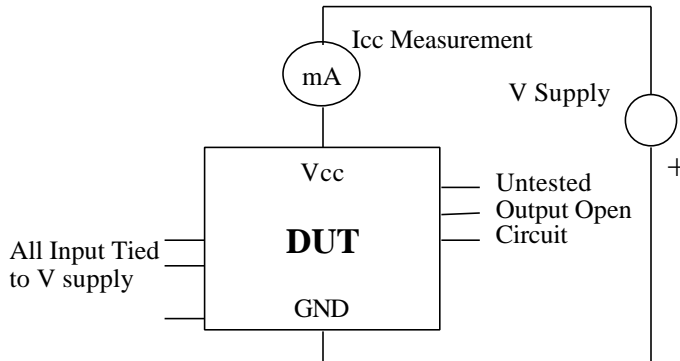 Icc Measurement
mA
V Supply
+
Vcc
Untested
Output Open
Circuit
DUT
All Input Tied
to V supply
GND